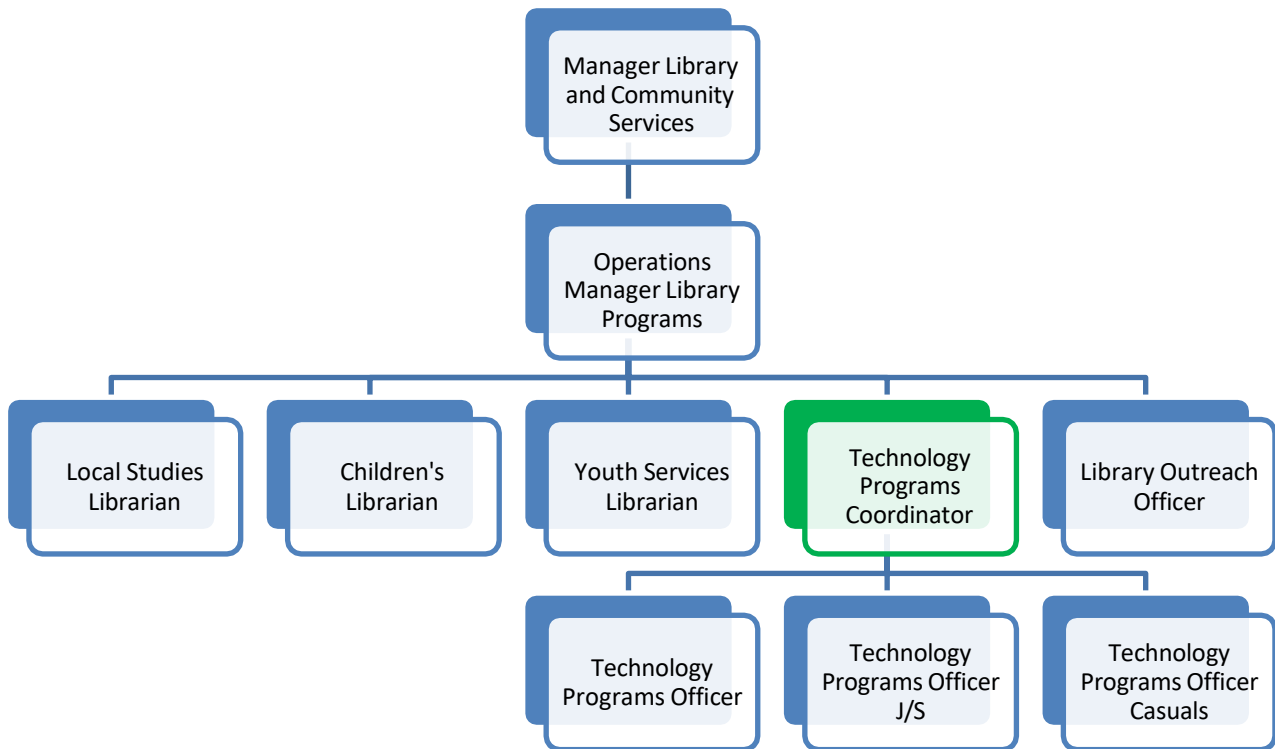 Manager Library
and Community
Services
Operations
Manager Library
Programs
Local Studies
Librarian
Children's
Librarian
Youth Services
Librarian
Technology
Programs
Coordinator
Library Outreach
Officer
Technology
Programs Officer
Technology
Programs Officer
J/S
Technology
Programs Officer
Casuals